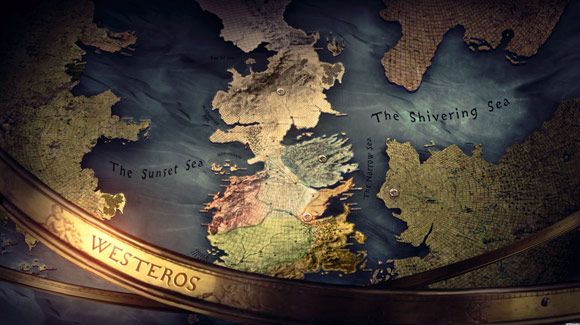 The Shivering Sea
The Sunset Sea
The Narrow Sea
WESTEROS